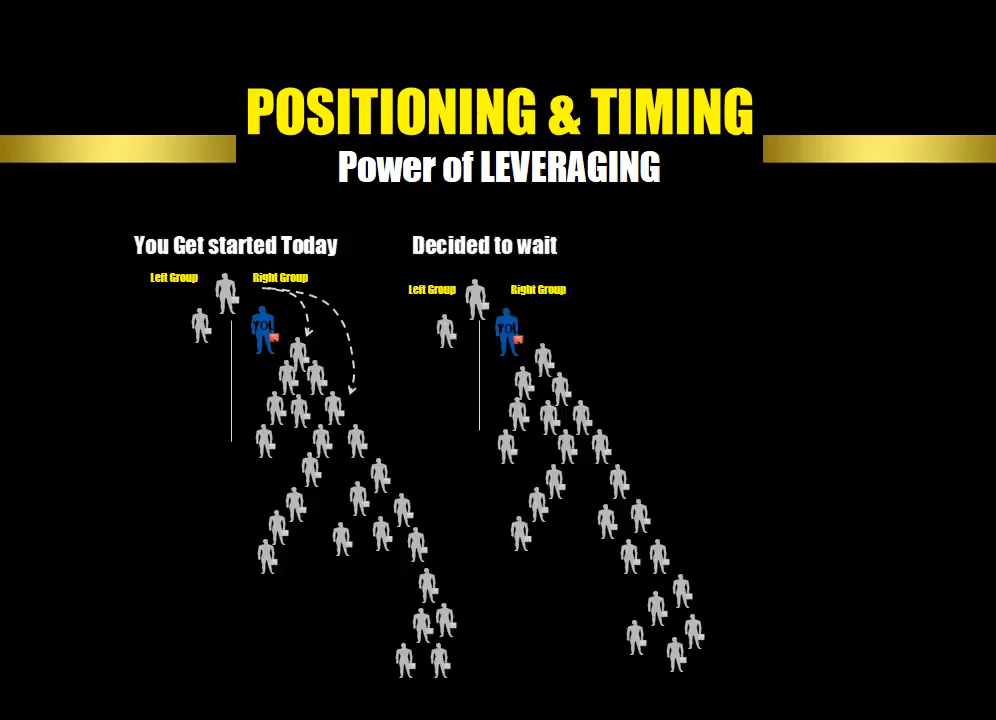 POSITIONING & TIMING
Power of LEVERAGING
You Get started Today
Left Group
Right Group
YOU
Decided to wait
Left Group
Right Group
YOU